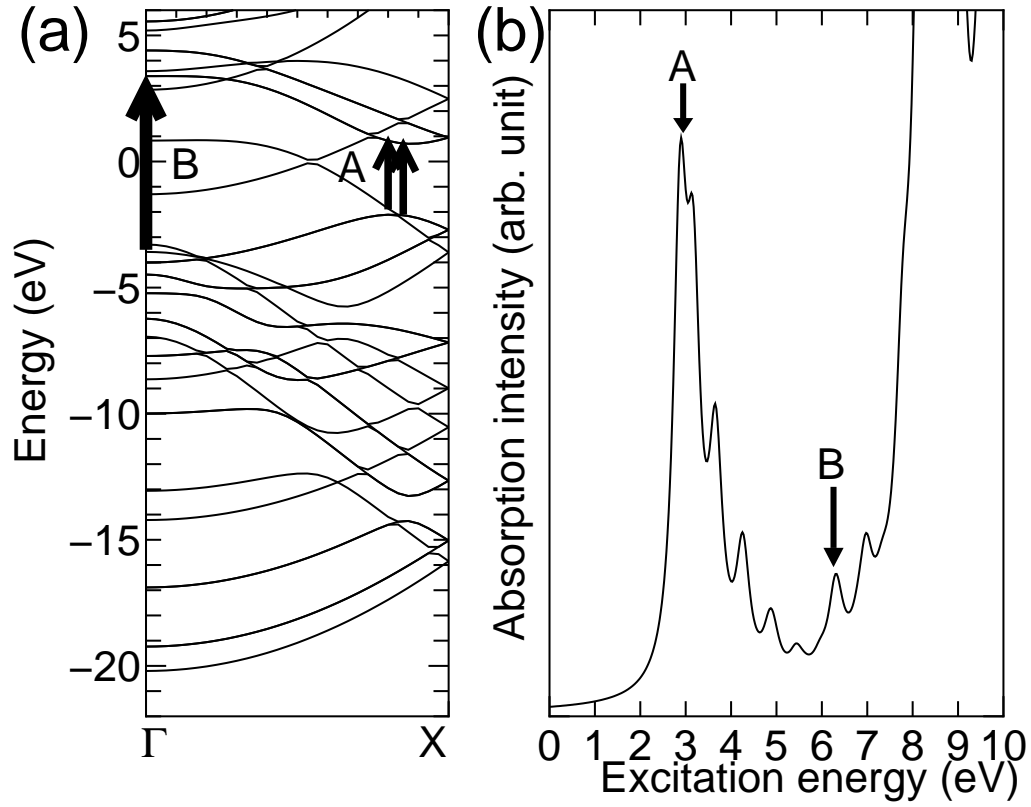 (a)
5
0
−5
−10
−15
−20
Energy (eV)
B
A
Γ
X
(b)
Absorption intensity (arb. unit)
A
B
0 1 2 3 4 5 6 7 8 9 10
Excitation energy (eV)